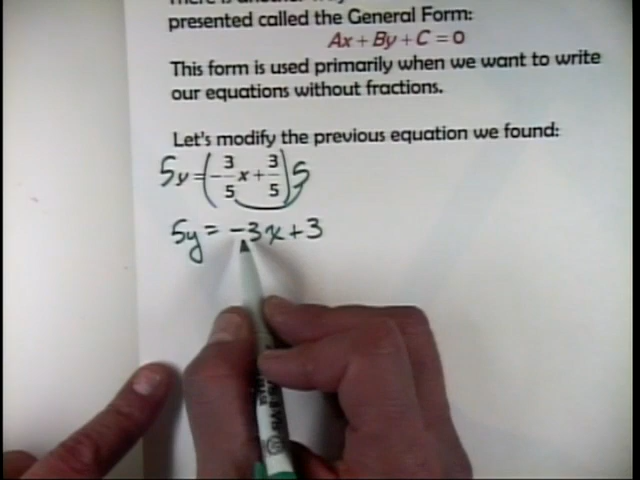 presented called the General Form:
Ax + By + C = 0
This form is used primarily when we want to write
our equations without fractions.
Let's modify the previous equation we found:
5y = (-3/5 x + 3/5) 5
5y = -3x + 3